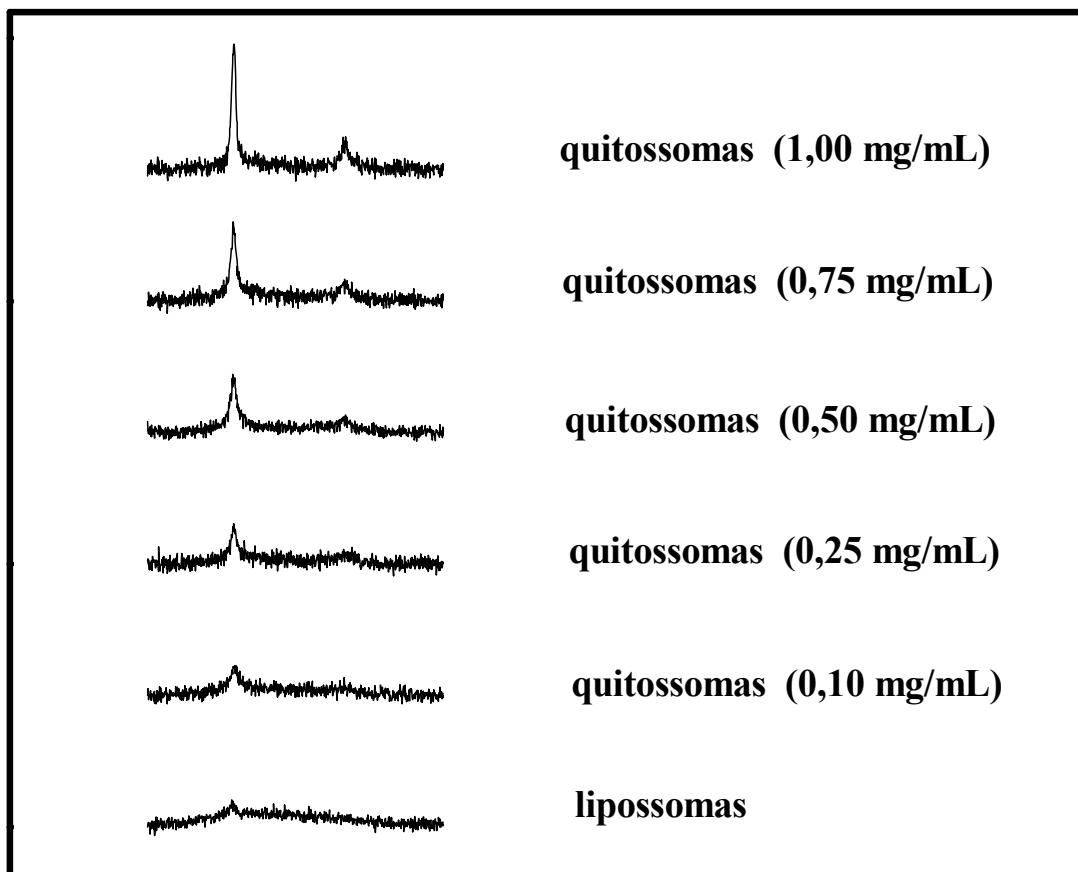 quitossomas (1,00 mg/mL)
quitossomas (0,75 mg/mL)
quitossomas (0,50 mg/mL)
quitossomas (0,25 mg/mL)
quitossomas (0,10 mg/mL)
lipossomas